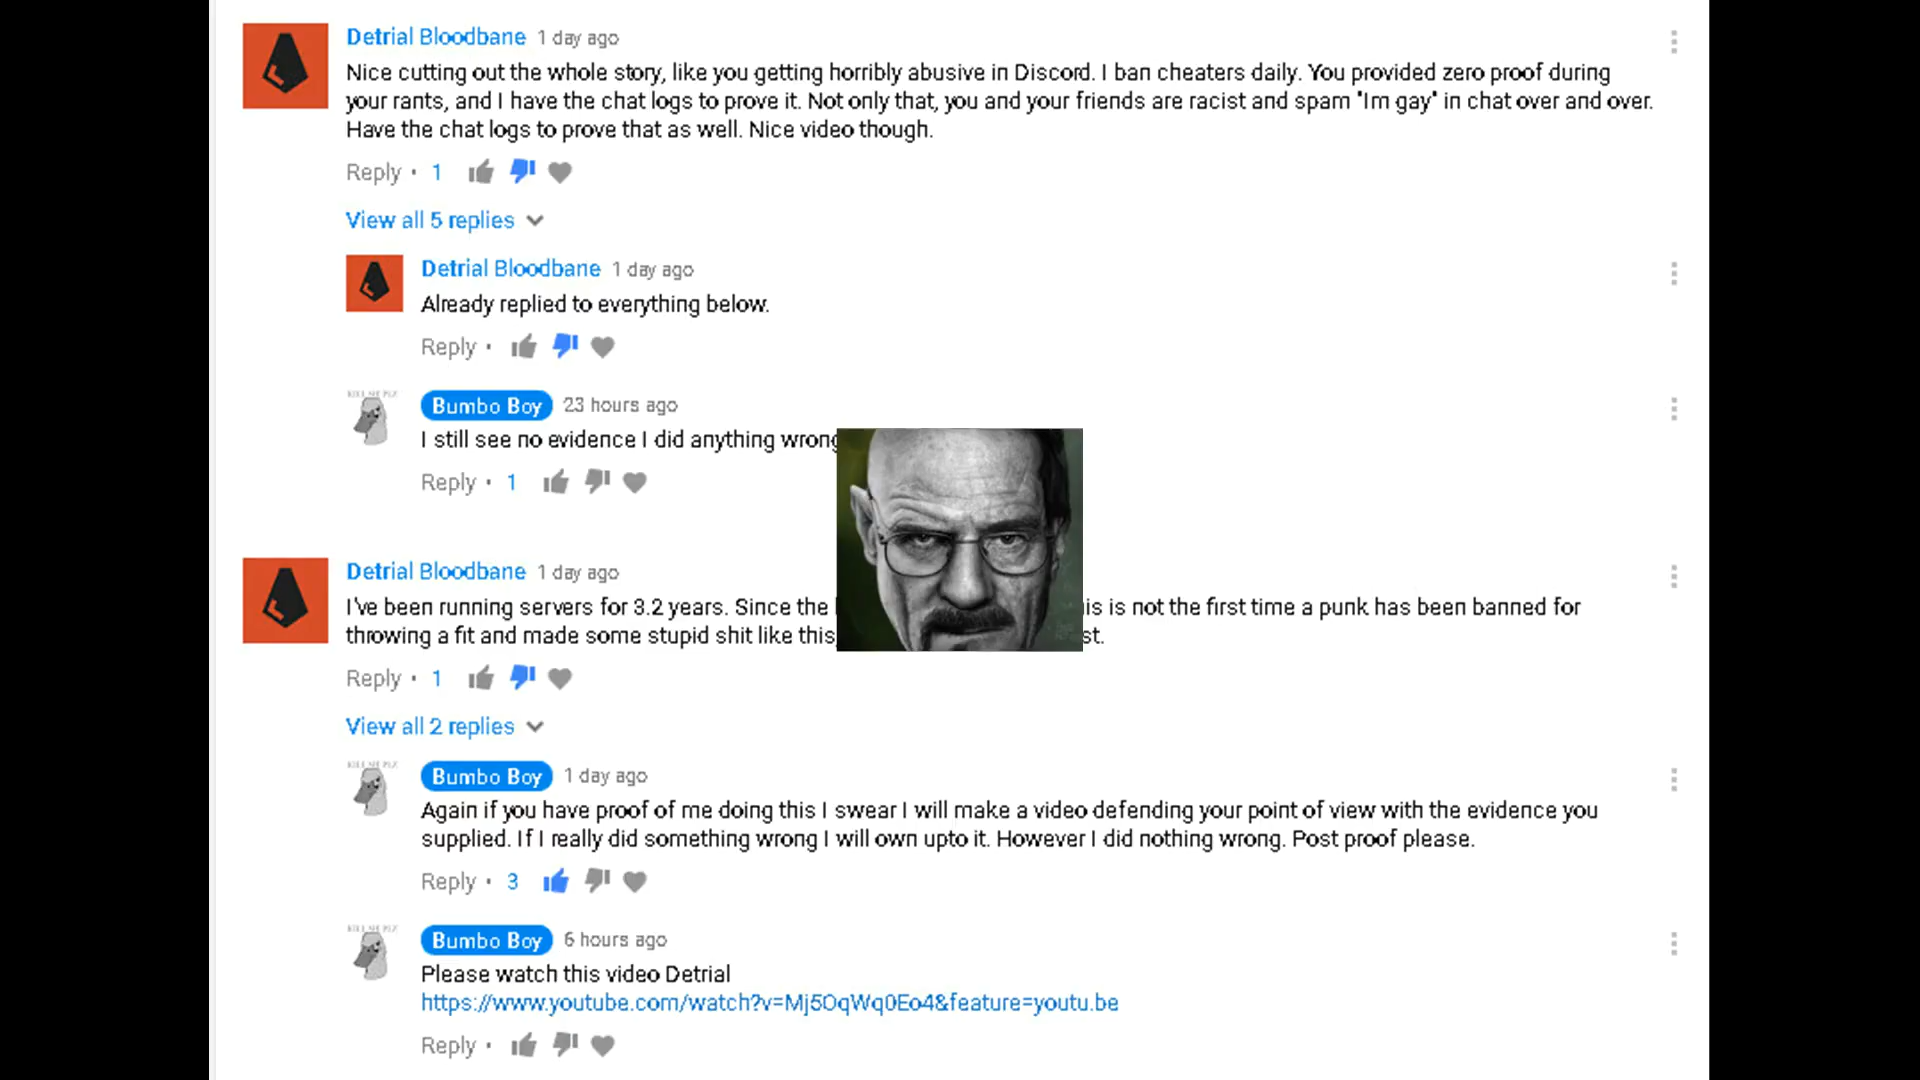 Detrial Bloodbane 1 day ago
Nice cutting out the whole story, like you getting horribly abusive in Discord. I ban cheaters daily. You provided zero proof during
your rants, and I have the chat logs to prove it. Not only that, you and your friends are racist and spam "Im gay" in chat over and over.
Have the chat logs to prove that as well. Nice video though.
Reply • 1
View all 5 replies
Detrial Bloodbane 1 day ago
Already replied to everything below.
Reply •
KILL ME PLZ
Bumbo Boy 23 hours ago
I still see no evidence I did anything wrong
Reply • 1
Detrial Bloodbane 1 day ago
I've been running servers for 3.2 years. Since the is is not the first time a punk has been banned for
throwing a fit and made some stupid shit like this, st.
Reply • 1
View all 2 replies
KILL ME PLZ
Bumbo Boy 1 day ago
Again if you have proof of me doing this I swear I will make a video defending your point of view with the evidence you
supplied. If I really did something wrong I will own upto it. However I did nothing wrong. Post proof please.
Reply • 3
KILL ME PLZ
Bumbo Boy 6 hours ago
Please watch this video Detrial
https://www.youtube.com/watch?v=Mj5OqWq0Eo4&feature=youtu.be
Reply •